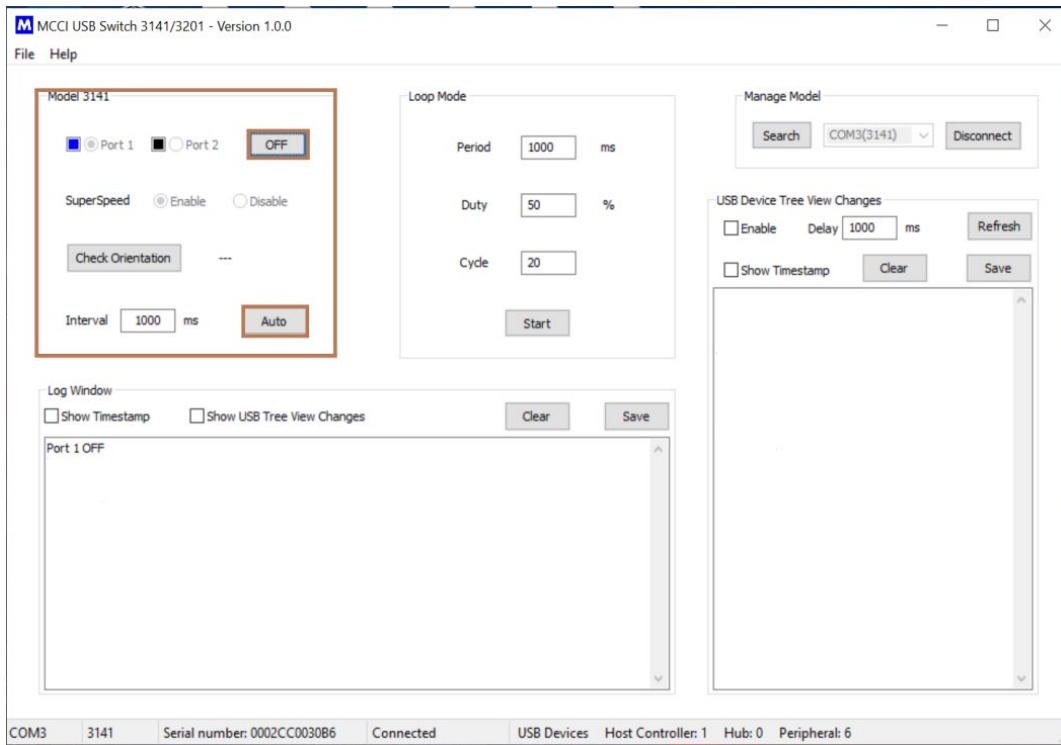 MCCI USB Switch 3141/3201 - Version 1.0.0
File Help
Model 3141
Port 1 Port 2 OFF
SuperSpeed Enable Disable
Check Orientation ---
Interval 1000 ms Auto
Loop Mode
Period 1000 ms
Duty 50 %
Cycle 20
Start
Manage Model
Search COM3(3141) Disconnect
USB Device Tree View Changes
Enable Delay 1000 ms Refresh
Show Timestamp Clear Save
Log Window
Show Timestamp Show USB Tree View Changes Clear Save
Port 1 OFF
COM3 3141 Serial number: 0002CC0030B6 Connected USB Devices Host Controller: 1 Hub: 0 Peripheral: 6